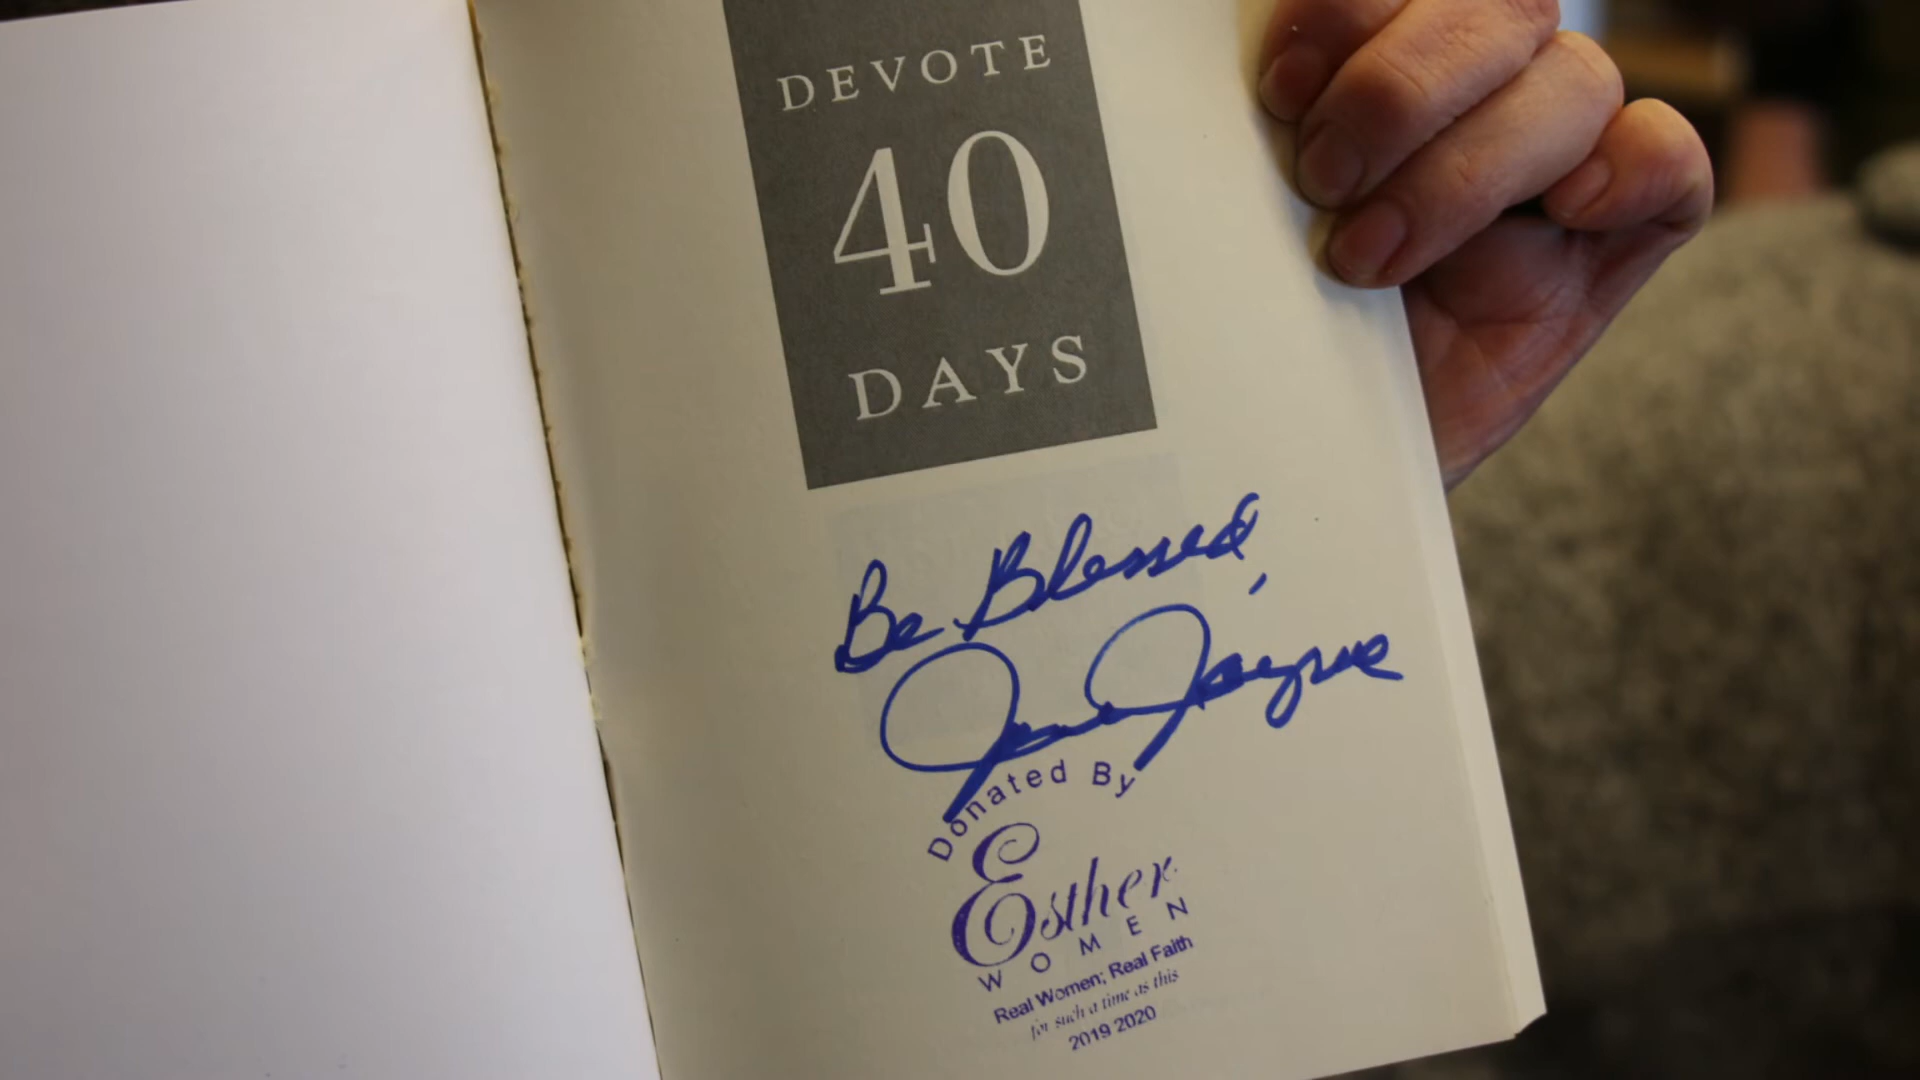 DEVOTE
40
DAYS
Be Blessed,
Donated By
Esther
WOMEN
Real Women; Real Faith
for such a time as this
2019 2020